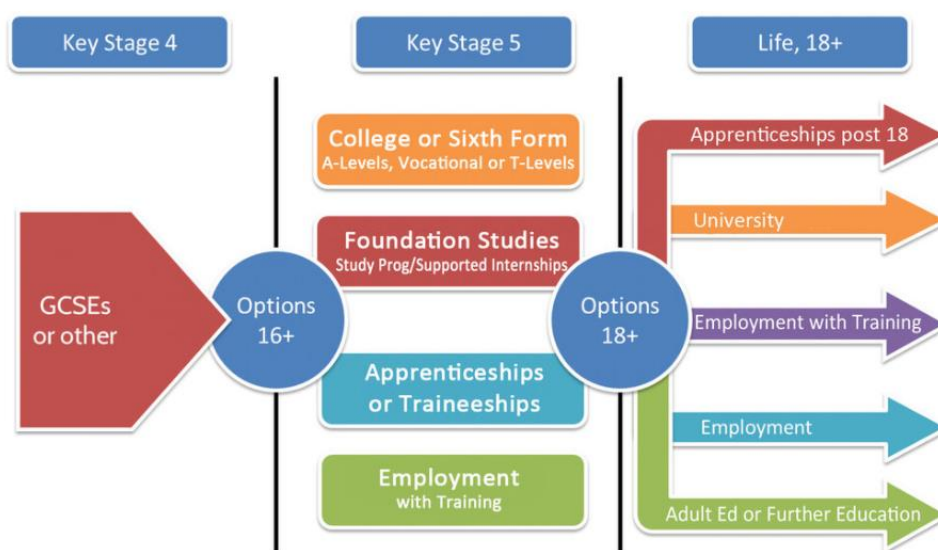 Key Stage 4
Key Stage 5
Life, 18+
GCSEs
or other
Options
16+
College or Sixth Form
A-Levels, Vocational or T-Levels
Foundation Studies
Study Prog/Supported Internships
Apprenticeships
or Traineeships
Employment
with Training
Options
18+
Apprenticeships post 18
University
Employment with Training
Employment
Adult Ed or Further Education